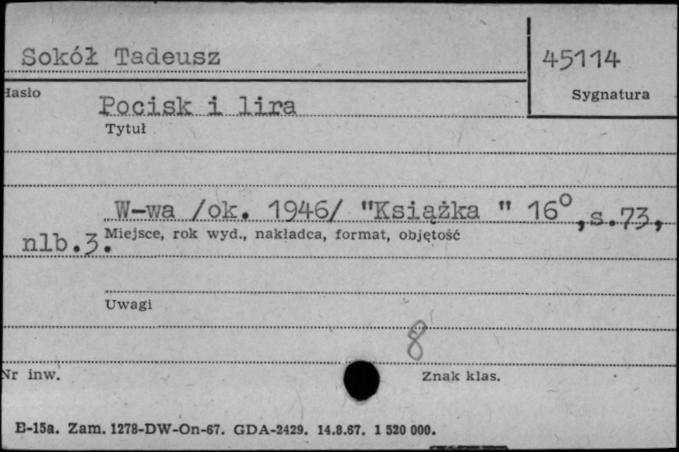 Sokół Tadeusz
45114
Hasło
Sygnatura
Pocisk i lira
Tytuł
W-wa /ok. 1946/ "Książka " 16°, s.73,
Miejsce, rok wyd., nakładca, format, objętość
nlb.3.
Uwagi
8
Nr inw.
Znak klas.
E-15a. Zam. 1278-DW-On-67. GDA-2429. 14.8.67. 1 520 000.